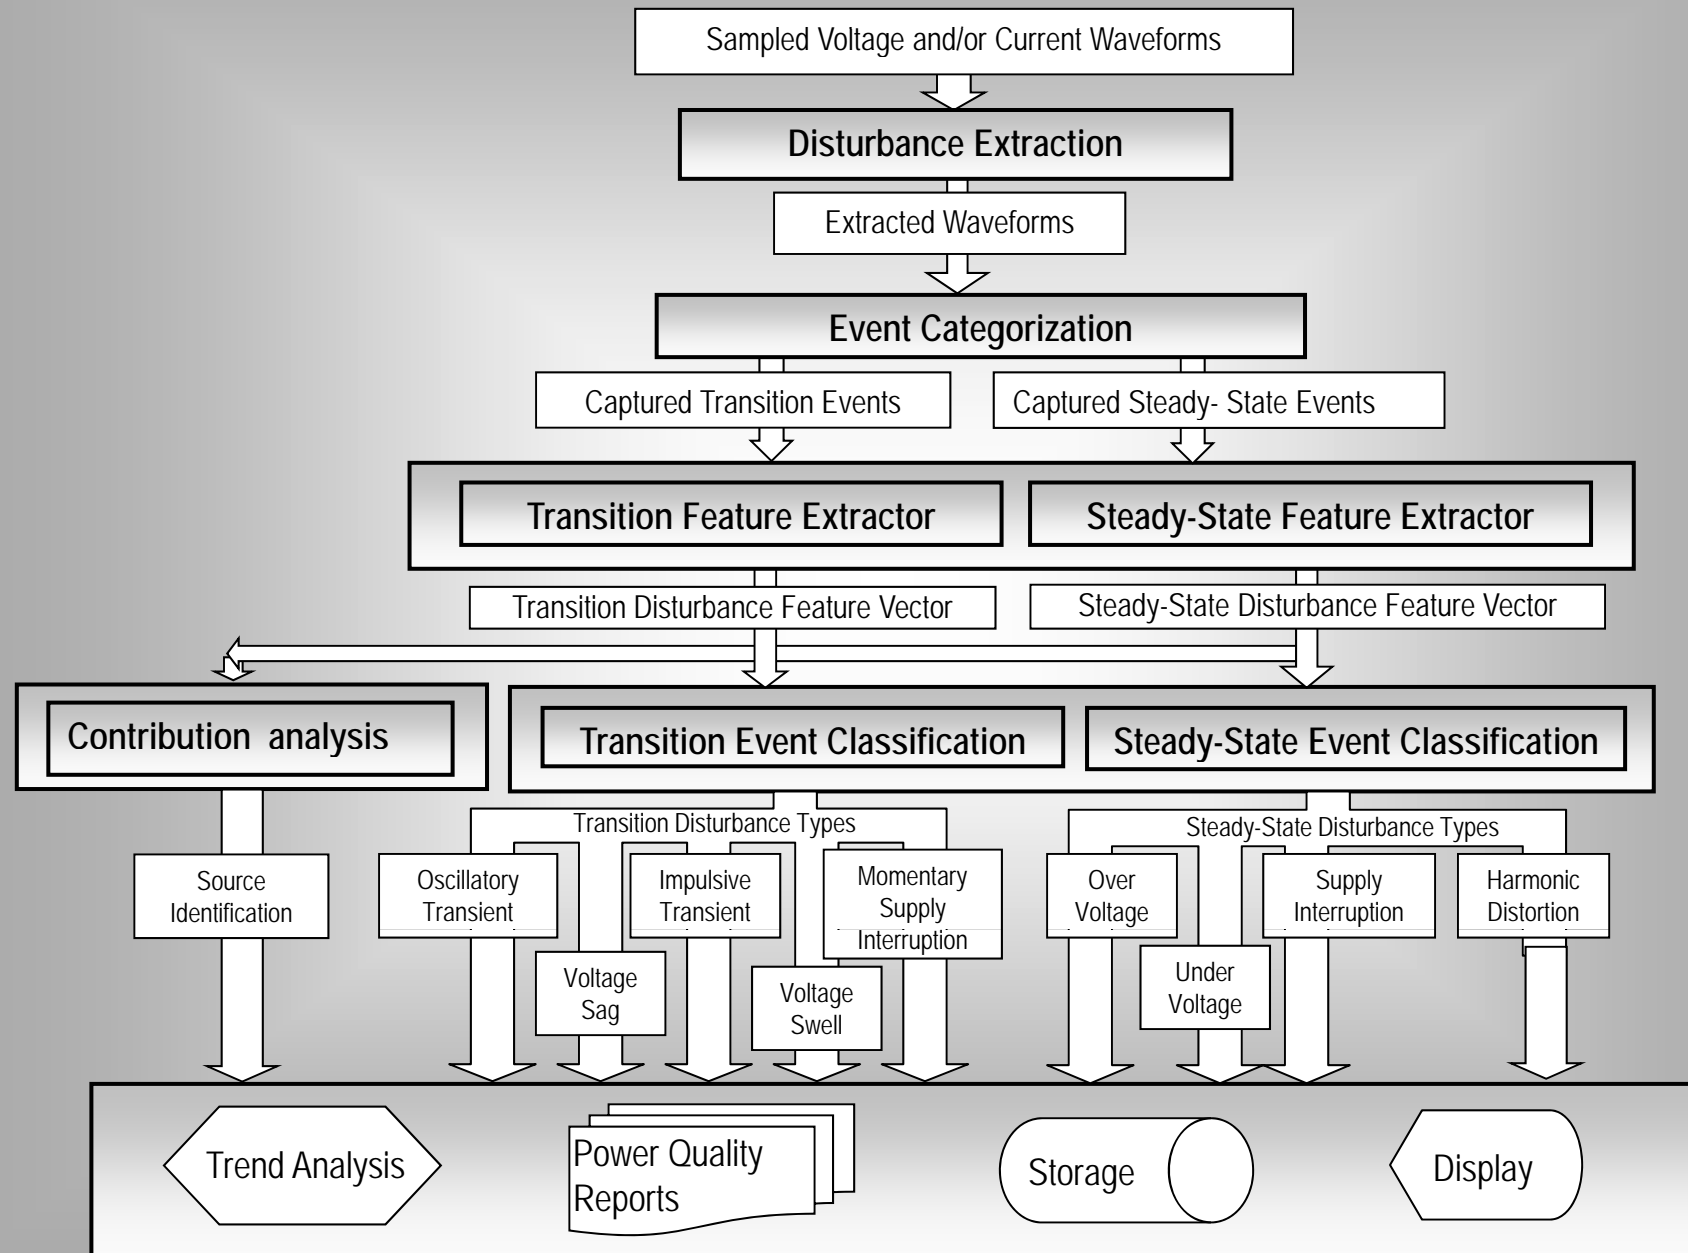 Sampled Voltage and/or Current Waveforms
Disturbance Extraction
Extracted Waveforms
Event Categorization
Captured Transition Events
Captured Steady- State Events
Transition Feature Extractor
Steady-State Feature Extractor
Transition Disturbance Feature Vector
Steady-State Disturbance Feature Vector
Contribution analysis
Transition Event Classification
Steady-State Event Classification
Transition Disturbance Types
Steady-State Disturbance Types
Source
Identification
Oscillatory
Transient
Voltage
Sag
Impulsive
Transient
Voltage
Swell
Momentary
Supply
Interruption
Over
Voltage
Under
Voltage
Supply
Interruption
Harmonic
Distortion
Trend Analysis
Power Quality
Reports
Storage
Display